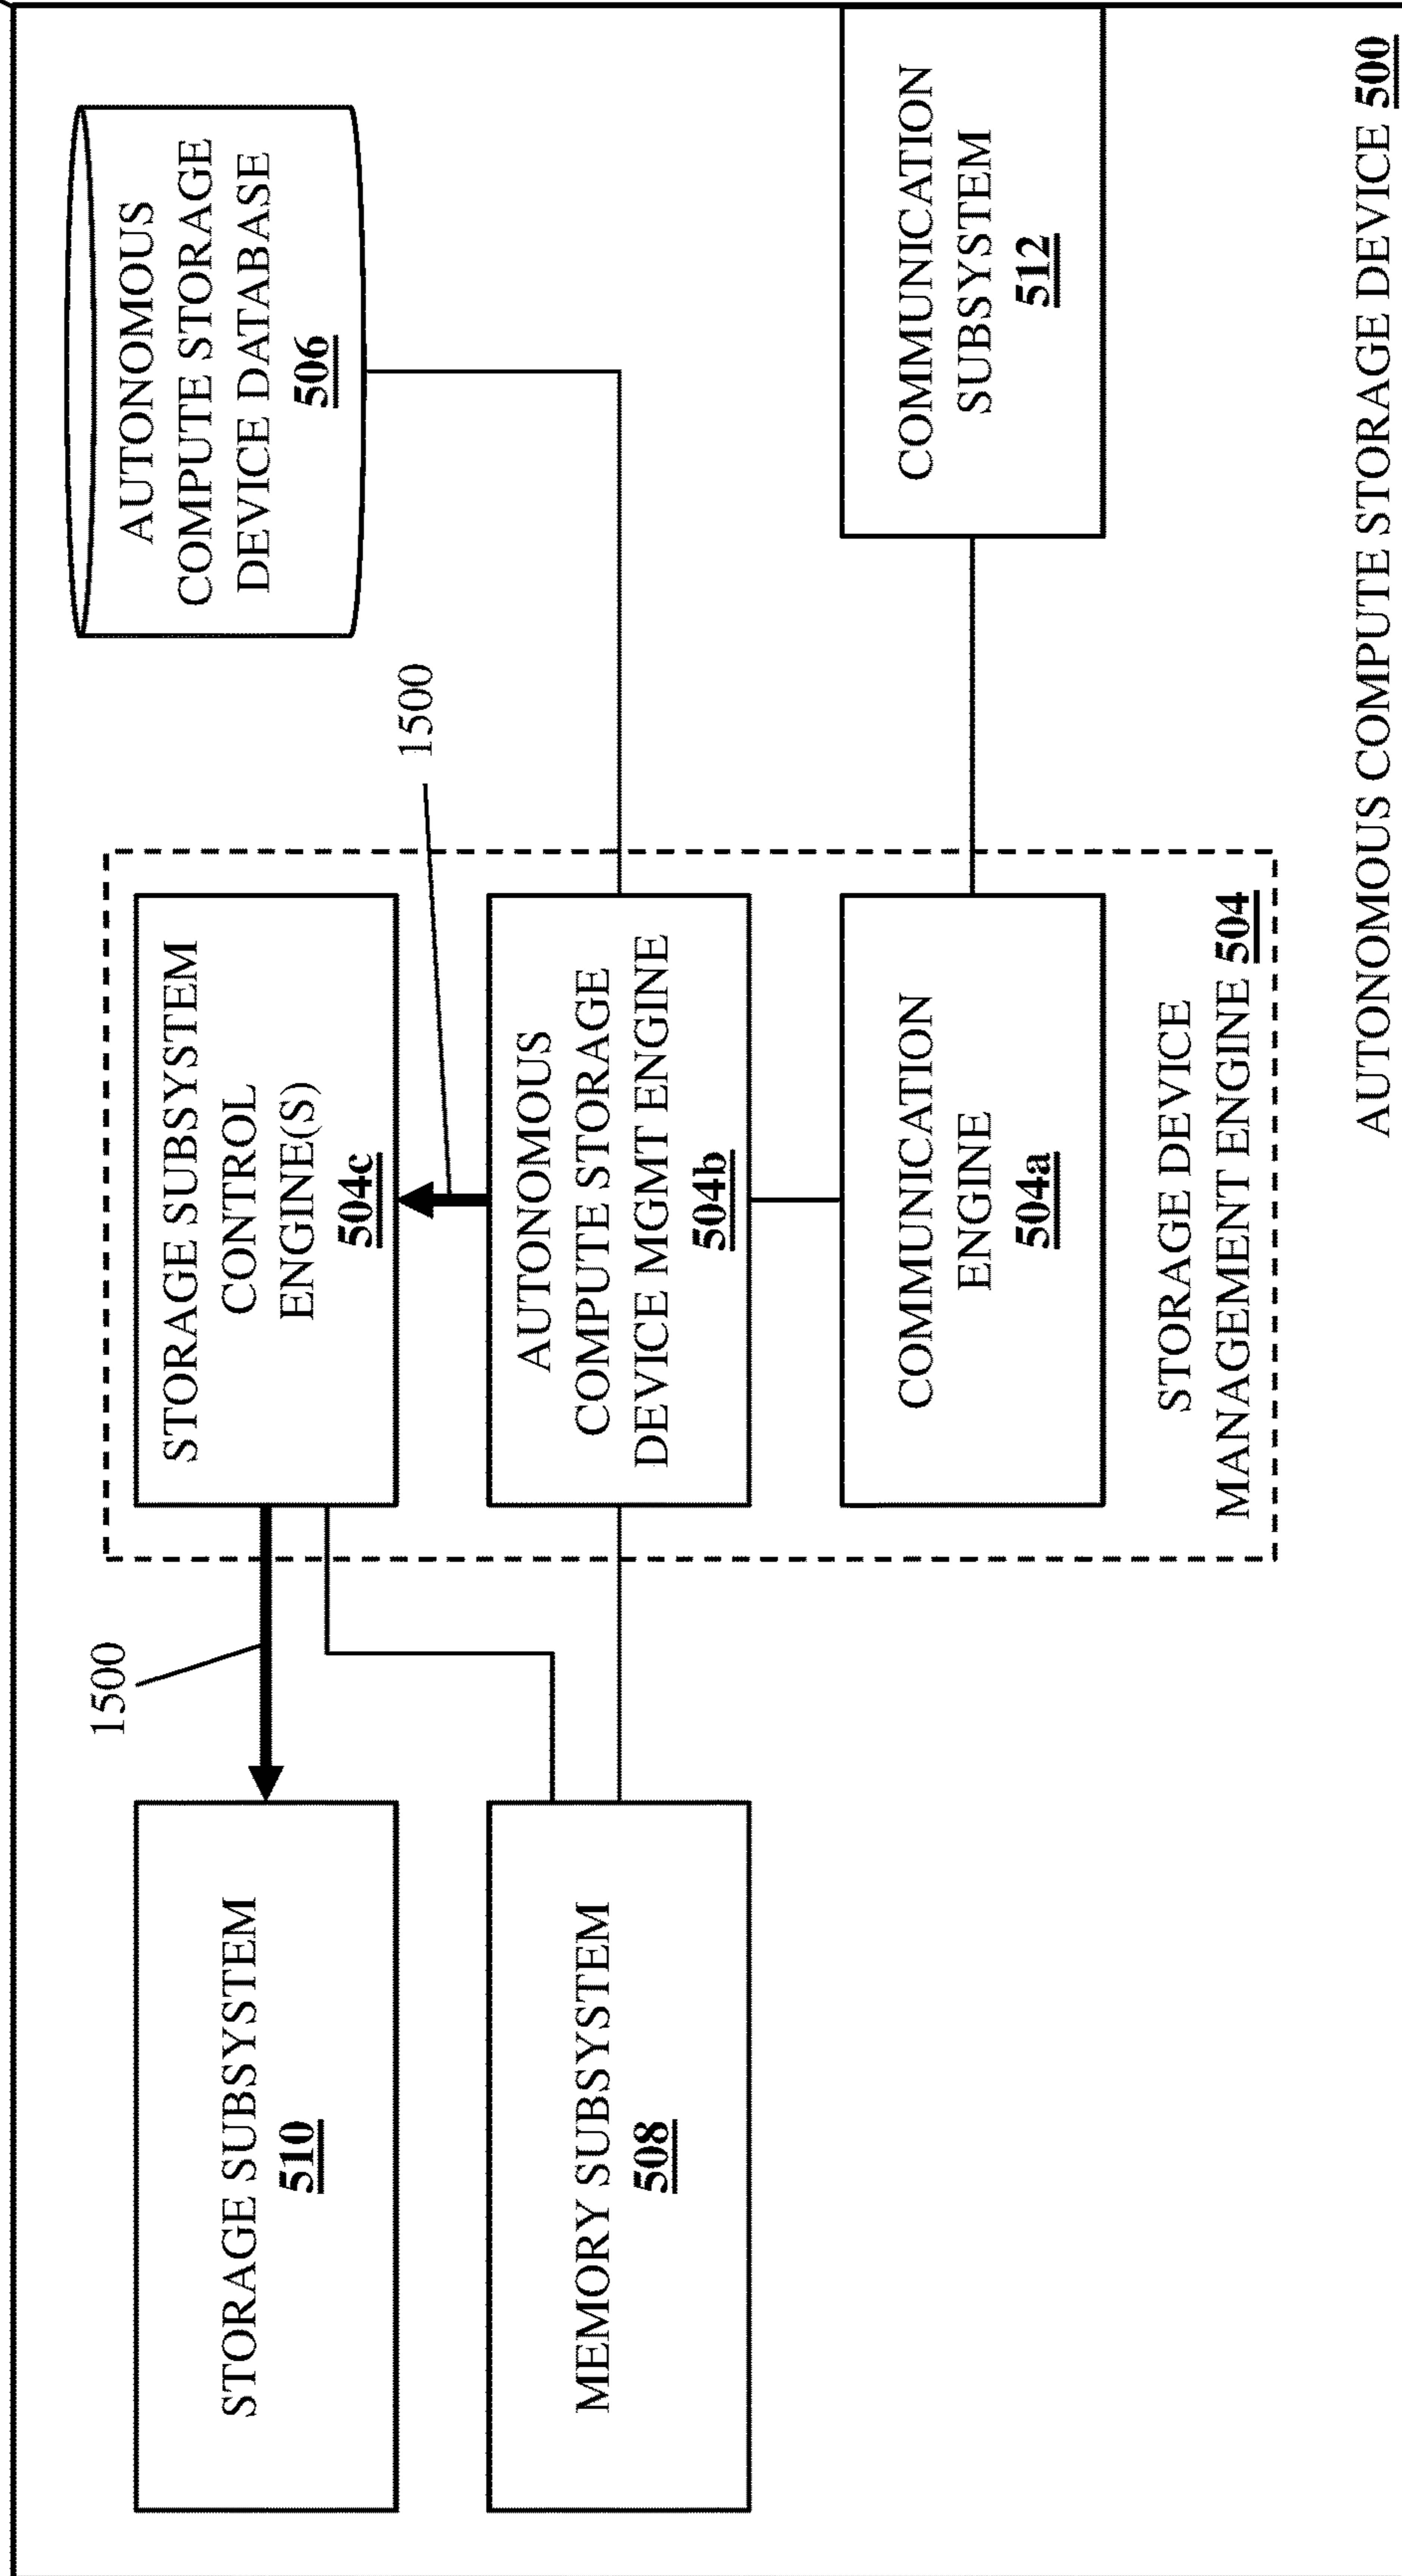 AUTONOMOUS
COMPUTE STORAGE
DEVICE DATABASE
506
COMMUNICATION
SUBSYSTEM
512
1500
STORAGE SUBSYSTEM
CONTROL
ENGINE(S)
504c
AUTONOMOUS
COMPUTE STORAGE
DEVICE MGMT ENGINE
504b
COMMUNICATION
ENGINE
504a
STORAGE DEVICE
MANAGEMENT ENGINE 504
1500
STORAGE SUBSYSTEM
510
MEMORY SUBSYSTEM
508
AUTONOMOUS COMPUTE STORAGE DEVICE 500